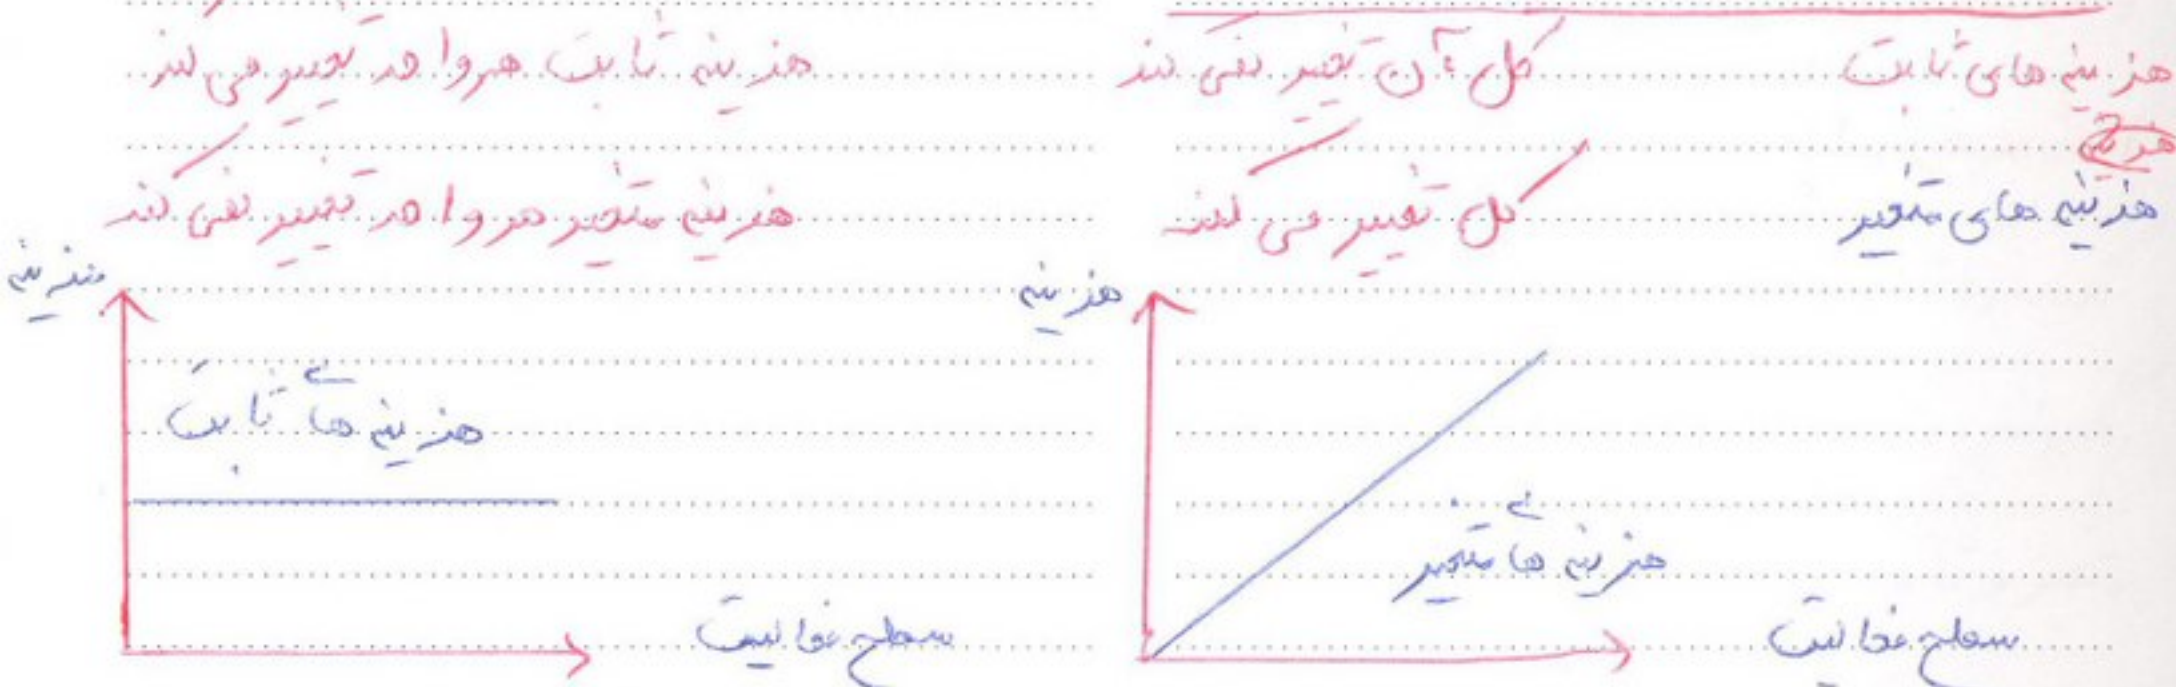 هزینه های ثابت کل آن تغییر نمی کند هزینه ثابت هر واحد تغییر می کند
هزینه
هزینه های متغیر کل تغییر می کند هزینه متغیر هر واحد تغییر نمی کند
هزینه هزینه
هزینه های ثابت
هزینه های متغیر
سطح فعالیت سطح فعالیت